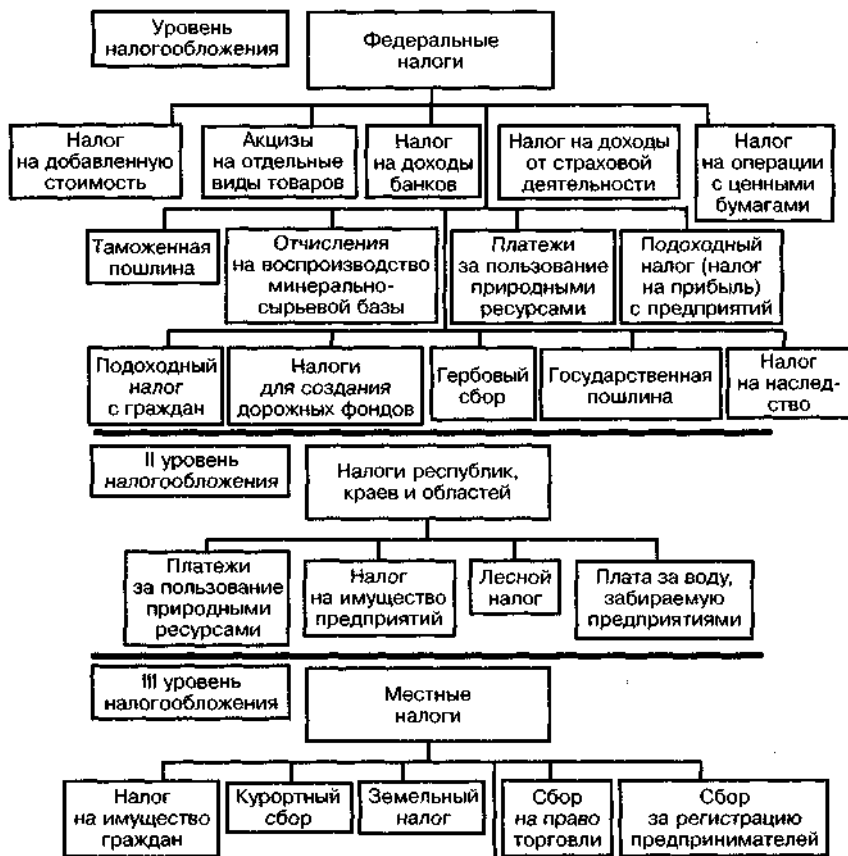 Уровень
налогообложения
Федеральные
налоги
Налог
на добавленную
стоимость
Акцизы
на отдельные
виды товаров
Налог
на доходы
банков
Налог на доходы
от страховой
деятельности
Налог
на операции
с ценными
бумагами
Таможенная
пошлина
Отчисления
на воспроизводство
минерально-
сырьевой базы
Платежи
за пользование
природными
ресурсами
Подоходный
налог (налог
на прибыль)
с предприятий
Подоходный
налог
с граждан
Налоги
для создания
дорожных фондов
Гербовый
сбор
Государственная
пошлина
Налог
на наслед-
ство
II уровень
налогообложения
Налоги республик,
краев и областей
Платежи
за пользование
природными
ресурсами
Налог
на имущество
предприятий
Лесной
налог
Плата за воду,
забираемую
предприятиями
III уровень
налогообложения
Местные
налоги
Налог
на имущество
граждан
Курортный
сбор
Земельный
налог
Сбор
на право
торговли
Сбор
за регистрацию
предпринимателей